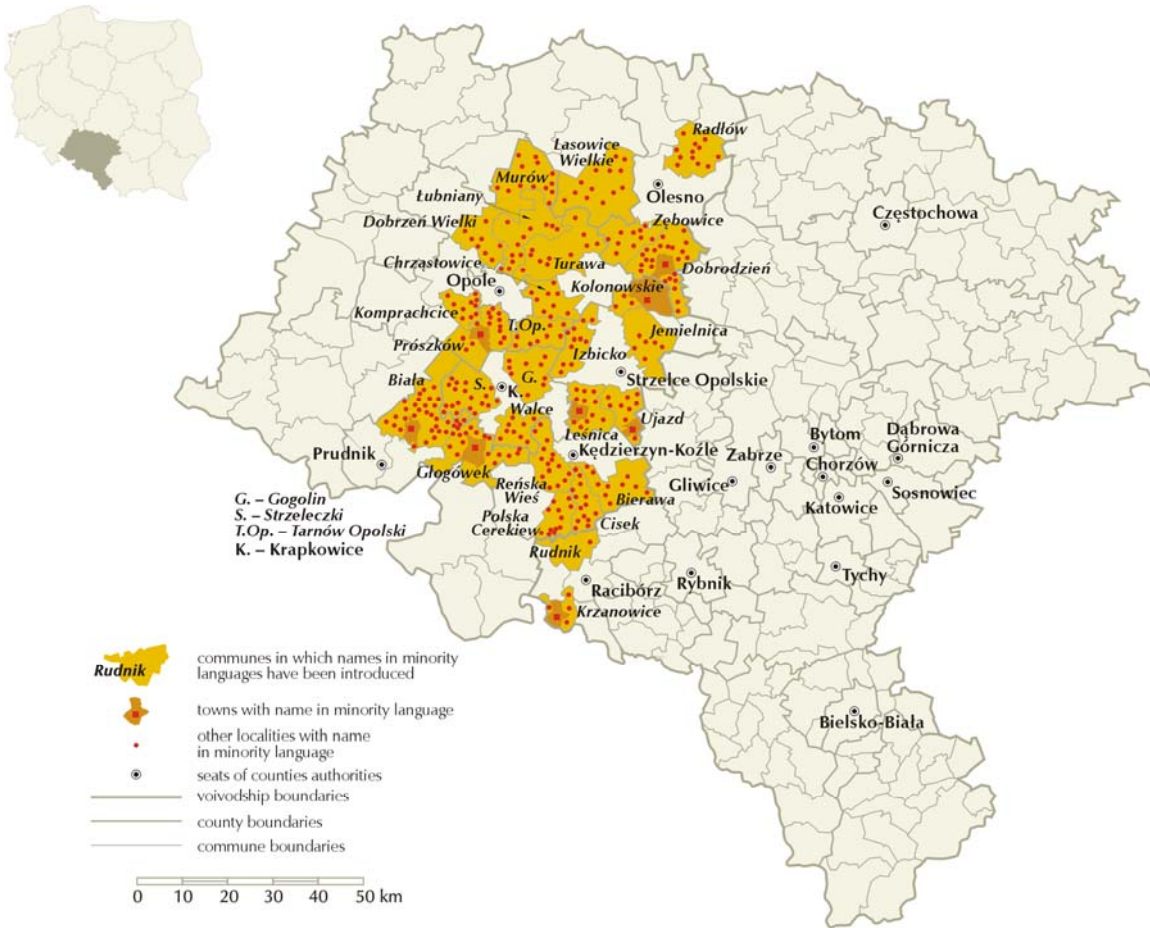 Radłów
Lasowice
Wielkie
Murów
Olesno
Łubniany
Częstochowa
Dobrzeń Wielki
Zębowice
Chrząstowice
Turawa
Dobrodzień
Opole
Kolonowskie
Komprachcice
T.Op.
Jemielnica
Prószków
Izbicko
Biała
S.
G.
Strzelce Opolskie
K.
Walce
Ujazd
Leśnica
Dąbrowa
Górnicza
Bytom
Kędzierzyn-Koźle
Zabrze
Prudnik
Chorzów
Głogówek
Gliwice
Sosnowiec
Reńska
Wieś
Bierawa
Katowice
G. – Gogolin
S. – Strzeleczki
T.Op. – Tarnów Opolski
K. – Krapkowice
Polska
Cerekiew
Cisek
Rudnik
Tychy
Racibórz
Rybnik
Krzanowice
Rudnik
communes in which names in minority
languages have been introduced
towns with name in minority language
other localities with name
in minority language
seats of counties authorities
voivodship boundaries
county boundaries
commune boundaries
0 10 20 30 40 50 km
Bielsko-Biała